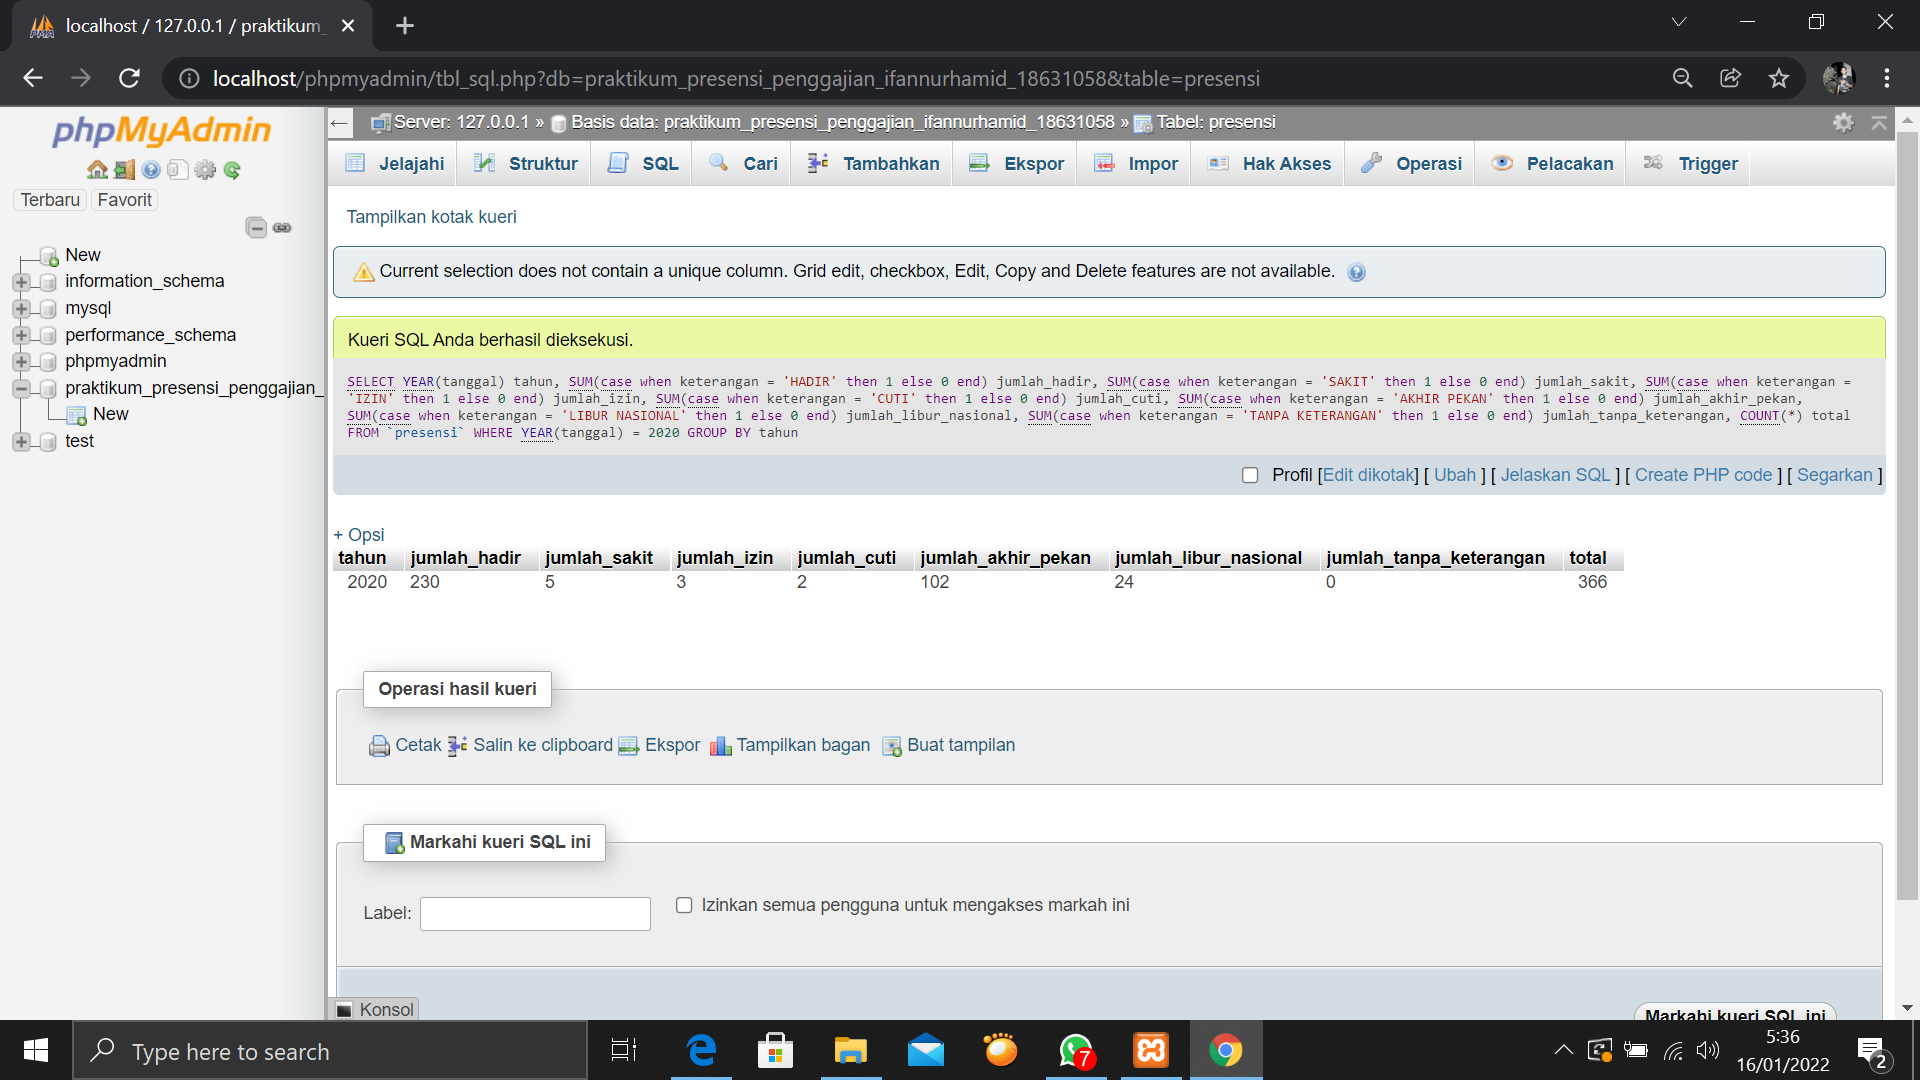 localhost / 127.0.0.1 / praktikum_
localhost/phpmyadmin/tbl_sql.php?db=praktikum_presensi_penggajian_ifannurhamid_18631058&table=presensi
phpMyAdmin
Terbaru Favorit
New
information_schema
mysql
performance_schema
phpmyadmin
praktikum_presensi_penggajian_
New
test
Server: 127.0.0.1 » Basis data: praktikum_presensi_penggajian_ifannurhamid_18631058 » Tabel: presensi
Jelajahi Struktur SQL Cari Tambahkan Ekspor Impor Hak Akses Operasi Pelacakan Trigger
Tampilkan kotak kueri
Current selection does not contain a unique column. Grid edit, checkbox, Edit, Copy and Delete features are not available.
Kueri SQL Anda berhasil dieksekusi.
SELECT YEAR(tanggal) tahun, SUM(case when keterangan = 'HADIR' then 1 else 0 end) jumlah_hadir, SUM(case when keterangan = 'SAKIT' then 1 else 0 end) jumlah_sakit, SUM(case when keterangan =
'IZIN' then 1 else 0 end) jumlah_izin, SUM(case when keterangan = 'CUTI' then 1 else 0 end) jumlah_cuti, SUM(case when keterangan = 'AKHIR PEKAN' then 1 else 0 end) jumlah_akhir_pekan,
SUM(case when keterangan = 'LIBUR NASIONAL' then 1 else 0 end) jumlah_libur_nasional, SUM(case when keterangan = 'TANPA KETERANGAN' then 1 else 0 end) jumlah_tanpa_keterangan, COUNT(*) total
FROM `presensi` WHERE YEAR(tanggal) = 2020 GROUP BY tahun
Profil [Edit dikotak] [ Ubah ] [ Jelaskan SQL ] [ Create PHP code ] [ Segarkan ]
+ Opsi
tahun jumlah_hadir jumlah_sakit jumlah_izin jumlah_cuti jumlah_akhir_pekan jumlah_libur_nasional jumlah_tanpa_keterangan total
2020 230 5 3 2 102 24 0 366
Operasi hasil kueri
Cetak Salin ke clipboard Ekspor Tampilkan bagan Buat tampilan
Markahi kueri SQL ini
Label: Izinkan semua pengguna untuk mengakses markah ini
Konsol
Markahi kueri SQL ini
Type here to search
7
5:36
16/01/2022
2